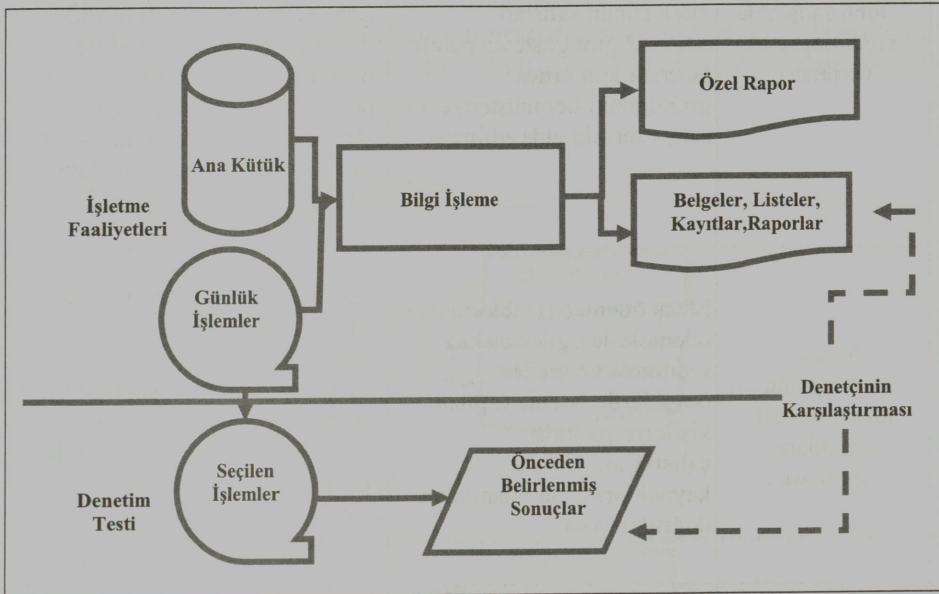 Ana Kütük
İşletme
Faaliyetleri
Günlük
İşlemler
Bilgi İşleme
Özel Rapor
Belgeler, Listeler,
Kayıtlar,Raporlar
Denetçinin
Karşılaştırması
Denetim
Testi
Seçilen
İşlemler
Önceden
Belirlenmiş
Sonuçlar